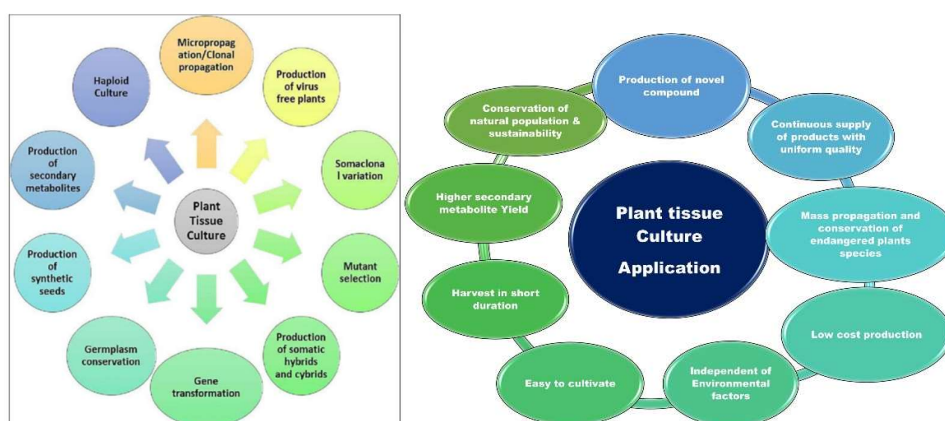 Micropropag
ation/Clonal
propagation
Production
of virus
free plants
Somaclona
l variation
Mutant
selection
Production
of somatic
hybrids
and cybrids
Gene
transformation
Germplasm
conservation
Production
of
synthetic
seeds
Production
of
secondary
metabolites
Haploid
Culture
Plant
Tissue
Culture
Production of novel
compound
Continuous supply
of products with
uniform quality
Mass propagation and
conservation of
endangered plants
species
Low cost production
Independent of
Environmental
factors
Easy to cultivate
Harvest in short
duration
Higher secondary
metabolite Yield
Conservation of
natural population &
sustainability
Plant tissue
Culture
Application